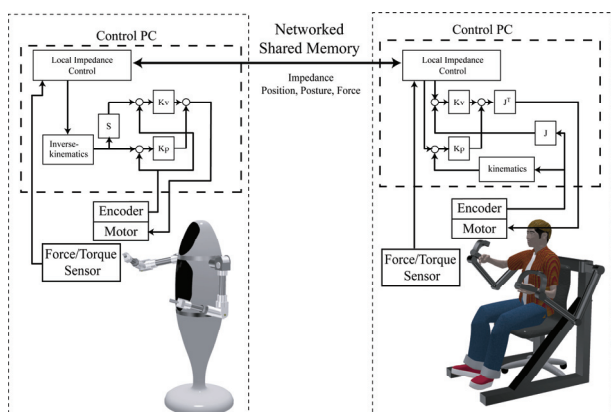 Control PC
Local Impedance
Control
S
Kv
Inverse-
kinematics
Kp
Encoder
Motor
Force/Torque
Sensor
Networked
Shared Memory
Impedance
Position, Posture, Force
Control PC
Local Impedance
Control
Kv
J^T
Kp
J
kinematics
Encoder
Motor
Force/Torque
Sensor